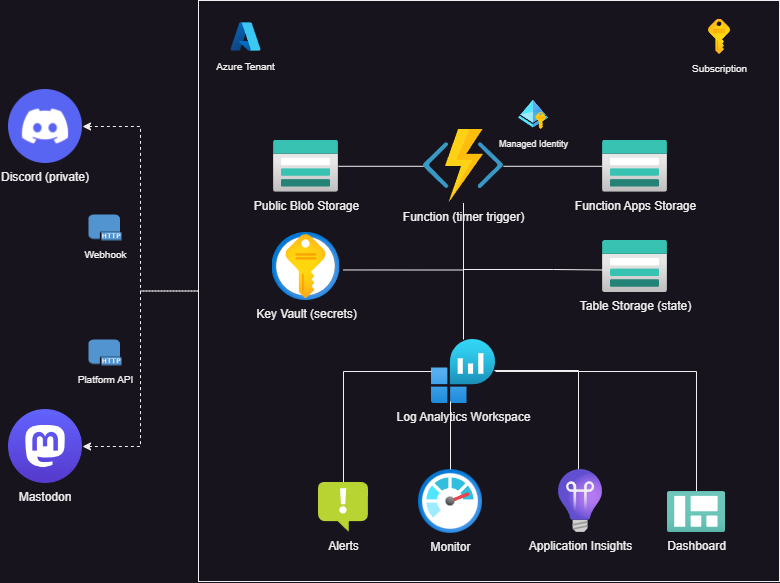 Azure Tenant
Subscription
Discord (private)
Managed Identity
Public Blob Storage
Function (timer trigger)
Function Apps Storage
HTTP
Webhook
Key Vault (secrets)
Table Storage (state)
HTTP
Platform API
Log Analytics Workspace
Mastodon
Alerts
Monitor
Application Insights
Dashboard